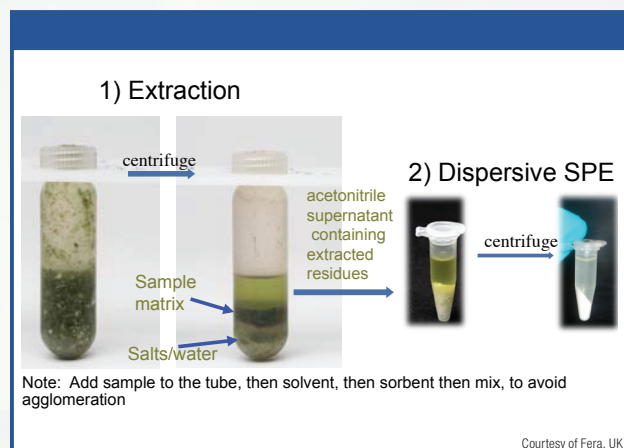 1) Extraction
centrifuge
acetonitrile
supernatant
containing
extracted
residues
Sample
matrix
Salts/water
2) Dispersive SPE
centrifuge
Note: Add sample to the tube, then solvent, then sorbent then mix, to avoid
agglomeration
Courtesy of Fera, UK